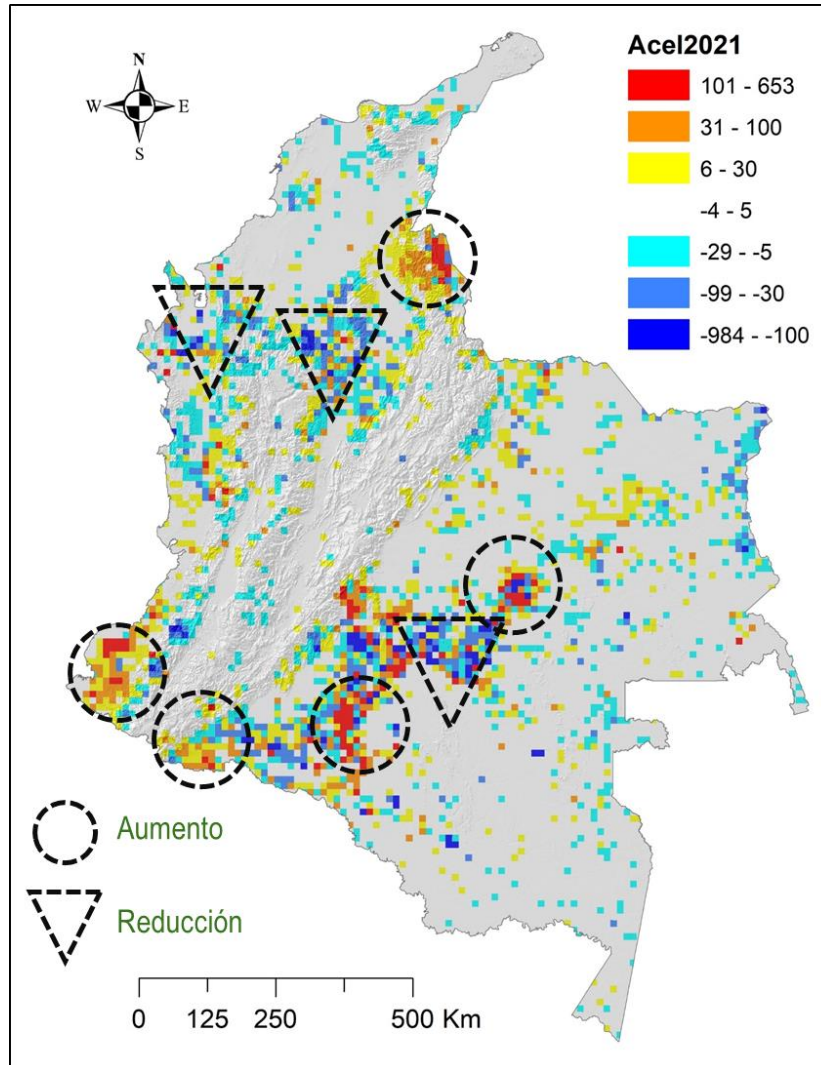 N
W E
S
Acel2021
101 - 653
31 - 100
6 - 30
-4 - 5
-29 - -5
-99 - -30
-984 - -100
Aumento
Reducción
0 125 250 500 Km